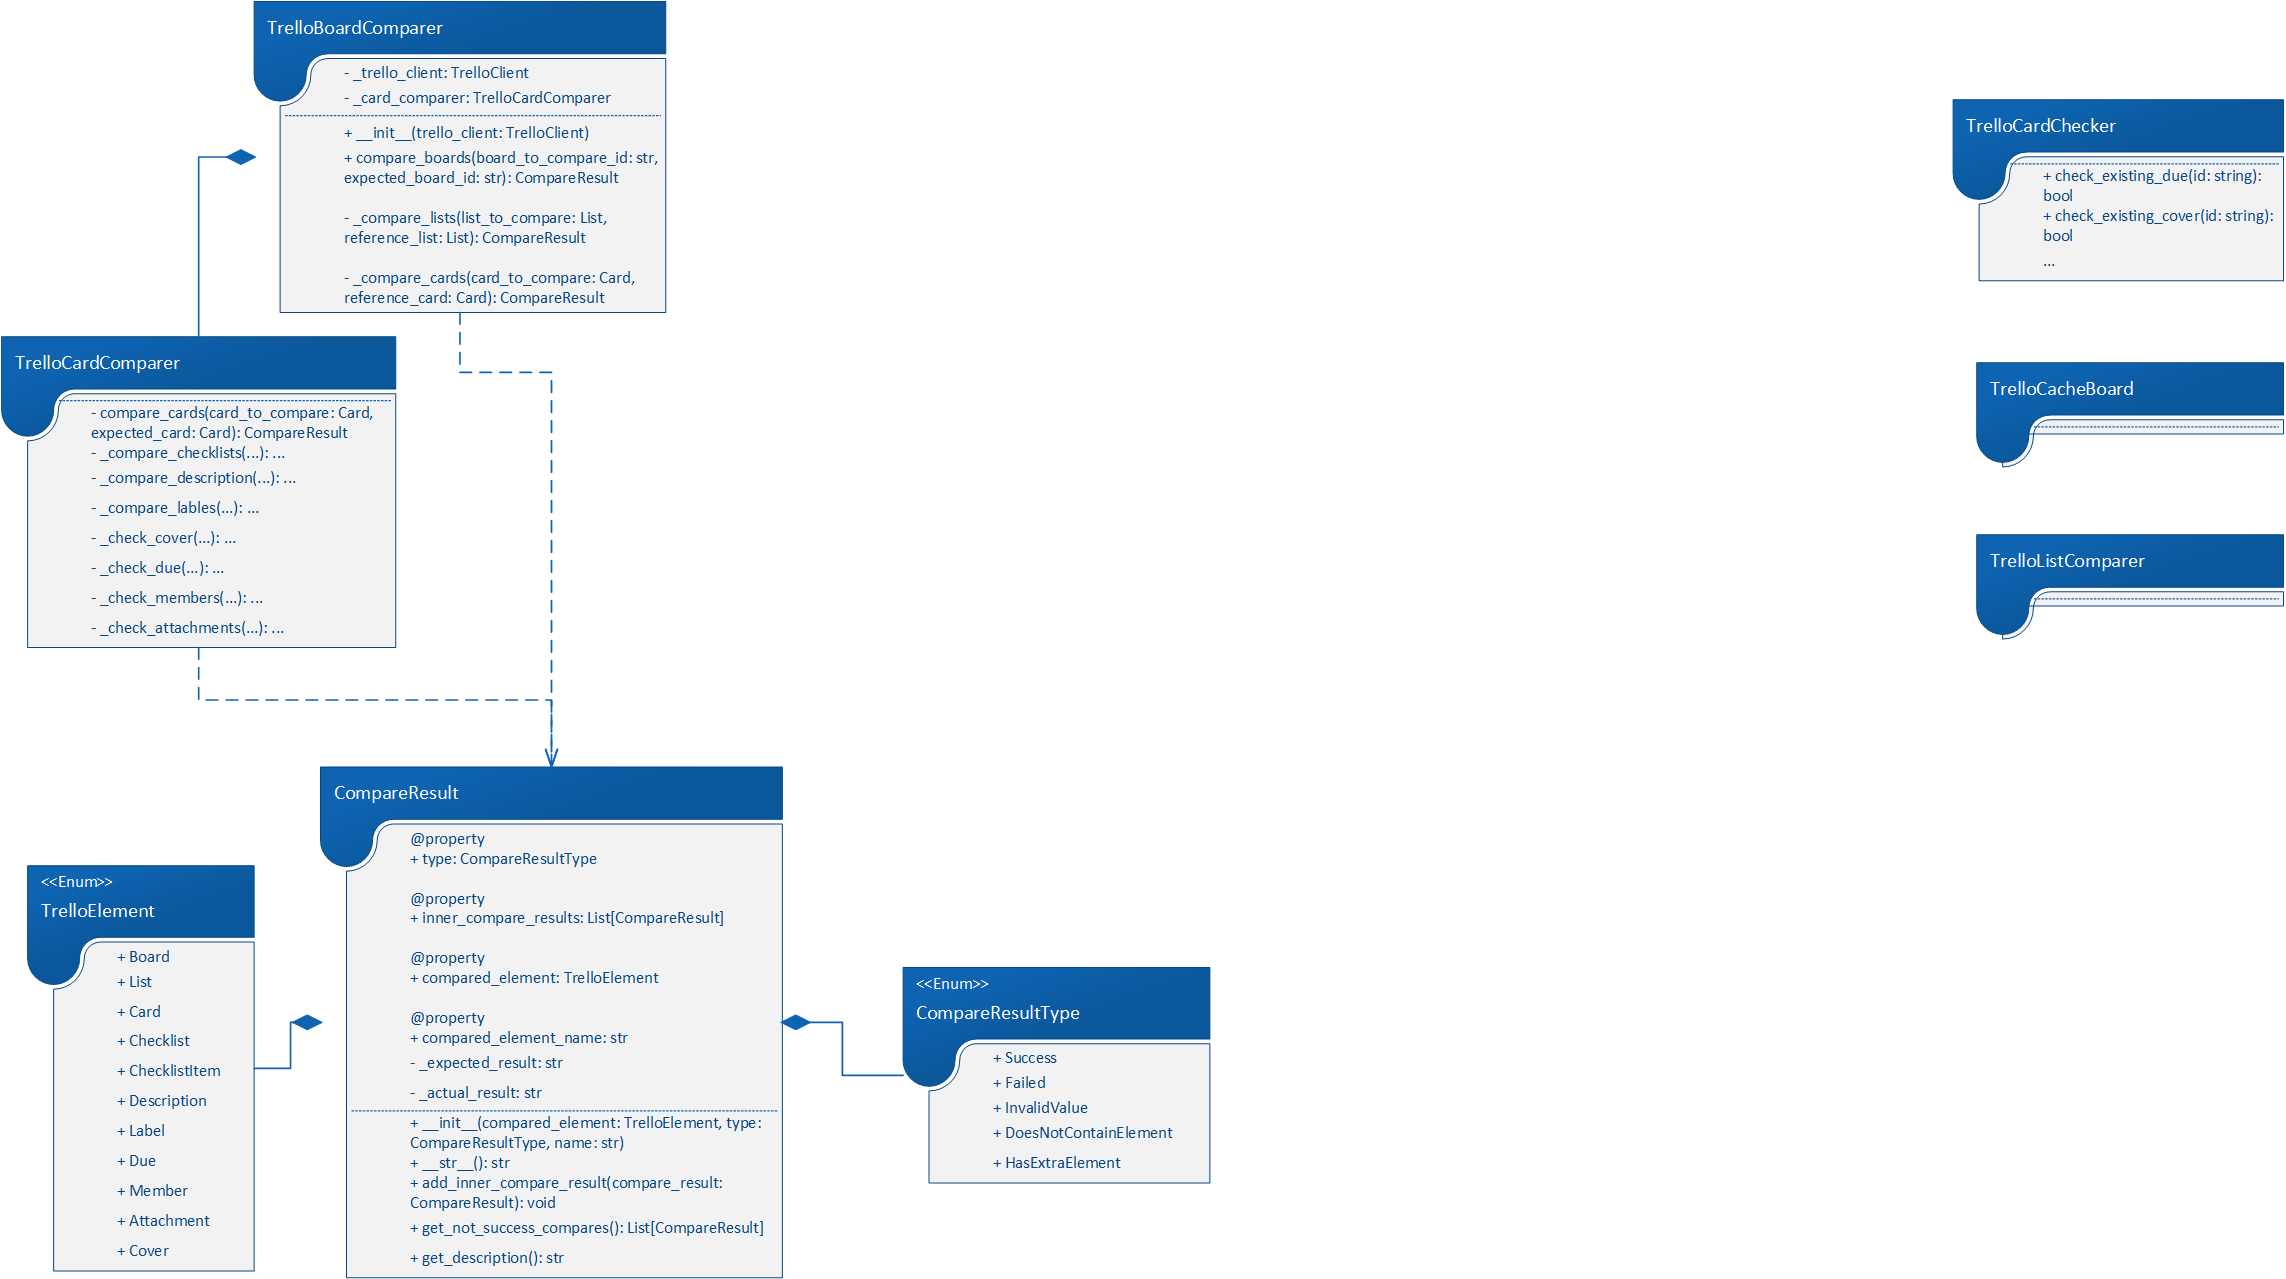 TrelloBoardComparer
- _trello_client: TrelloClient
- _card_comparer: TrelloCardComparer
+ __init__(trello_client: TrelloClient)
+ compare_boards(board_to_compare_id: str,
expected_board_id: str): CompareResult
- _compare_lists(list_to_compare: List,
reference_list: List): CompareResult
- _compare_cards(card_to_compare: Card,
reference_card: Card): CompareResult
TrelloCardChecker
+ check_existing_due(id: string):
bool
+ check_existing_cover(id: string):
bool
...
TrelloCardComparer
- compare_cards(card_to_compare: Card,
expected_card: Card): CompareResult
- _compare_checklists(...): ...
- _compare_description(...): ...
- _compare_lables(...): ...
- _check_cover(...): ...
- _check_due(...): ...
- _check_members(...): ...
- _check_attachments(...): ...
TrelloCacheBoard
TrelloListComparer
CompareResult
@property
+ type: CompareResultType
@property
+ inner_compare_results: List[CompareResult]
@property
+ compared_element: TrelloElement
@property
+ compared_element_name: str
- _expected_result: str
- _actual_result: str
+ __init__(compared_element: TrelloElement, type:
CompareResultType, name: str)
+ __str__(): str
+ add_inner_compare_result(compare_result:
CompareResult): void
+ get_not_success_compares(): List[CompareResult]
+ get_description(): str
<<Enum>>
TrelloElement
+ Board
+ List
+ Card
+ Checklist
+ ChecklistItem
+ Description
+ Label
+ Due
+ Member
+ Attachment
+ Cover
<<Enum>>
CompareResultType
+ Success
+ Failed
+ InvalidValue
+ DoesNotContainElement
+ HasExtraElement